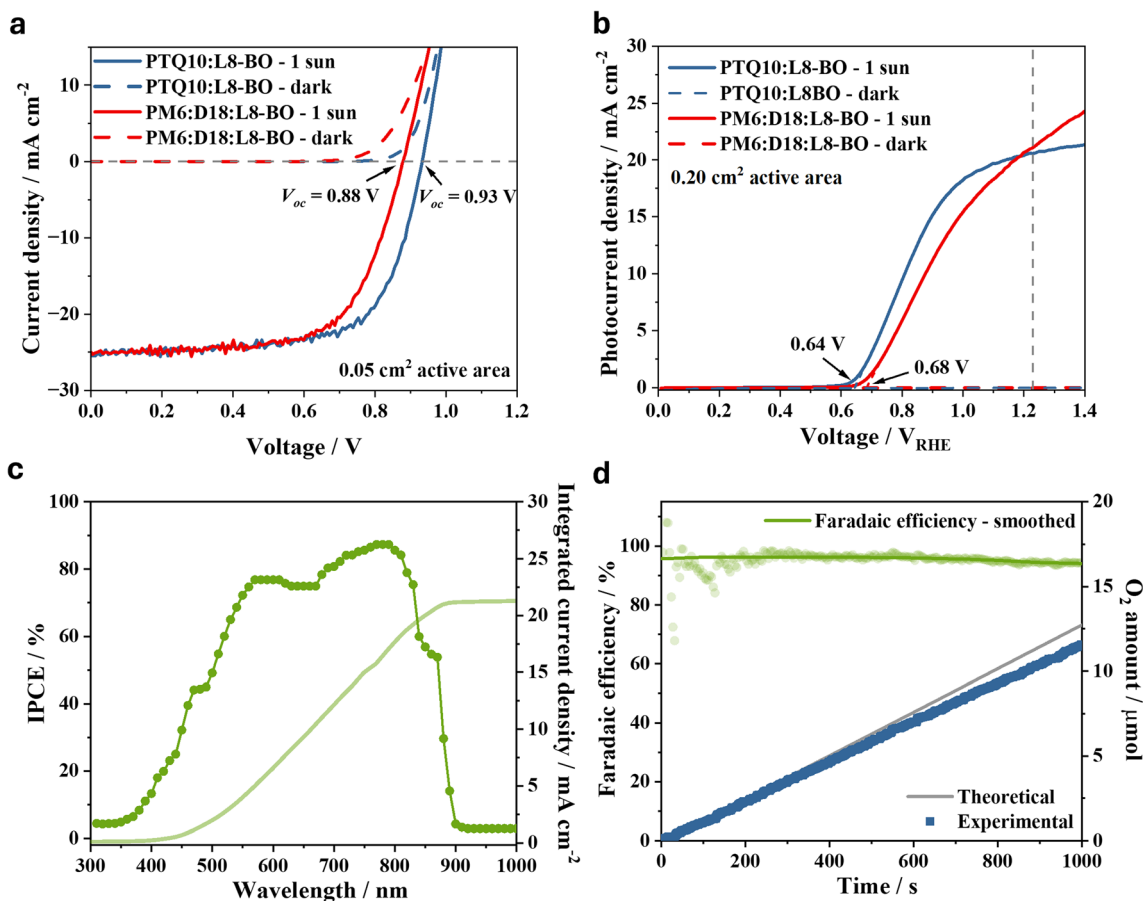 a
PTQ10:L8-BO - 1 sun
PTQ10:L8-BO - dark
PM6:D18:L8-BO - 1 sun
PM6:D18:L8-BO - dark
Voc = 0.88 V
Voc = 0.93 V
0.05 cm² active area
Current density / mA cm⁻²
10
0
−10
−20
−30
0.0 0.2 0.4 0.6 0.8 1.0 1.2
Voltage / V
b
PTQ10:L8-BO - 1 sun
PTQ10:L8BO - dark
PM6:D18:L8-BO - 1 sun
PM6:D18:L8-BO - dark
0.20 cm² active area
0.64 V
0.68 V
Photocurrent density / mA cm⁻²
30
25
20
15
10
5
0
0.0 0.2 0.4 0.6 0.8 1.0 1.2 1.4
Voltage / VRHE
c
IPCE / %
100
80
60
40
20
0
Integrated current density / mA cm⁻²
30
25
20
15
10
5
0
300 400 500 600 700 800 900 1000
Wavelength / nm
d
Faradaic efficiency - smoothed
Theoretical
Experimental
Faradaic efficiency / %
100
80
60
40
20
0
O₂ amount / μmol
20
15
10
5
0
0 200 400 600 800 1000
Time / s